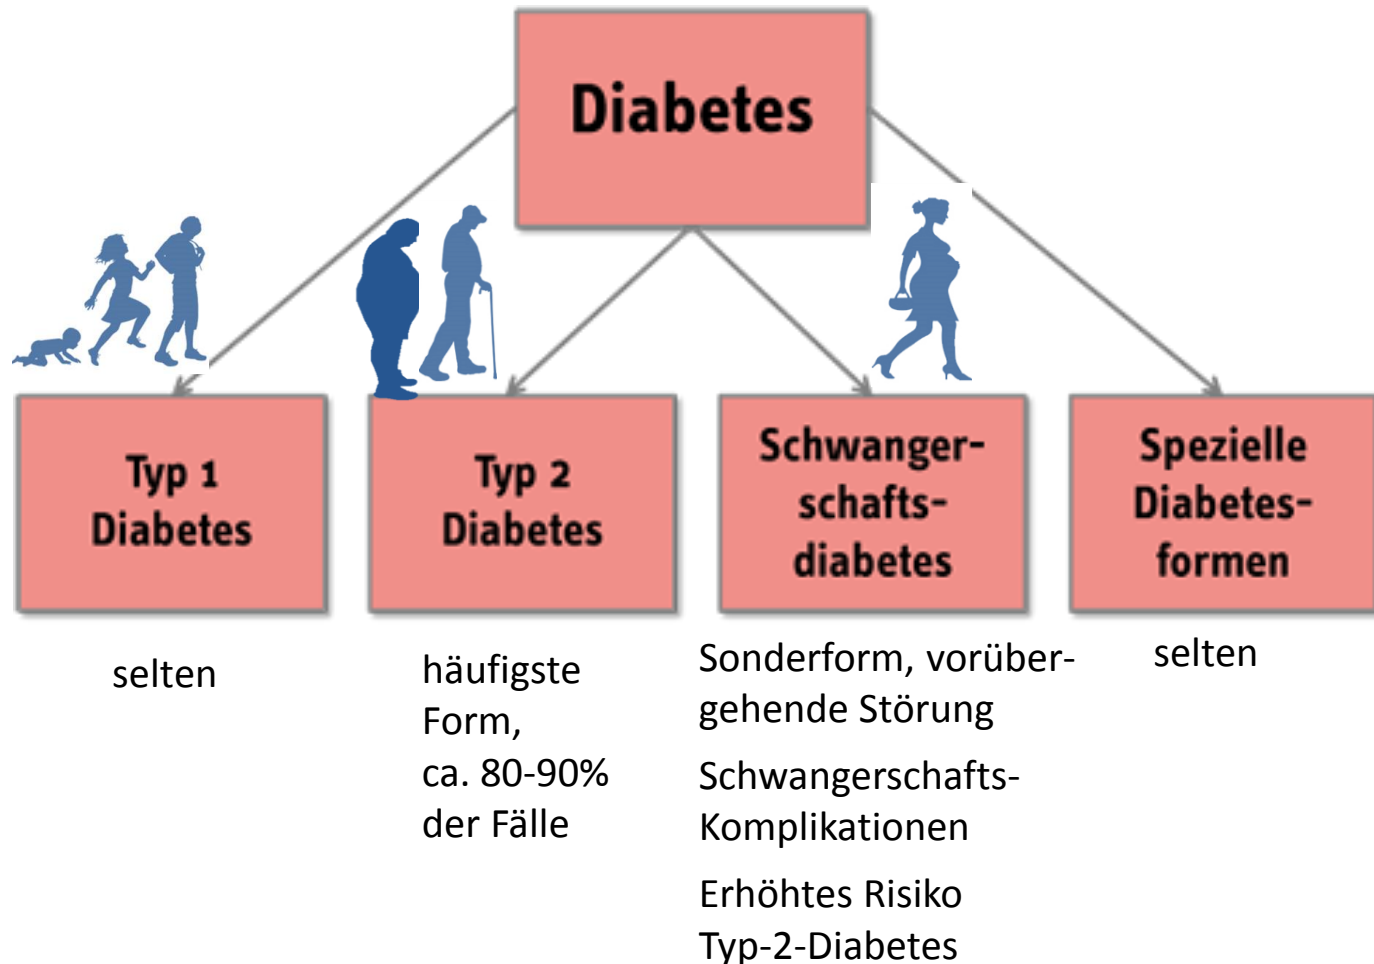 Diabetes
Typ 1
Diabetes
Typ 2
Diabetes
Schwanger-
schafts-
diabetes
Spezielle
Diabetes-
formen
selten
häufigste
Form,
ca. 80-90%
der Fälle
Sonderform, vorüber-
gehende Störung
Schwangerschafts-
Komplikationen
Erhöhtes Risiko
Typ-2-Diabetes
selten